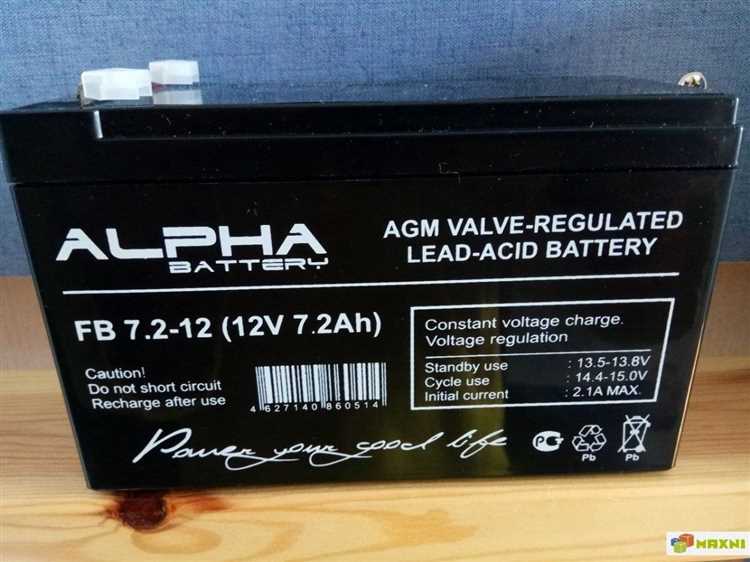 ALPHA
BATTERY
AGM VALVE-REGULATED
LEAD-ACID BATTERY
FB 7.2-12 (12V 7.2Ah)
Caution!
Do not short circuit
Recharge after use
4 627140 860514
Constant voltage charge.
Voltage regulation
Standby use : 13.5-13.8V
Cycle use : 14.4-15.0V
Initial current : 2.1A MAX.
Power your good life
Pb
Pb
MAXNI